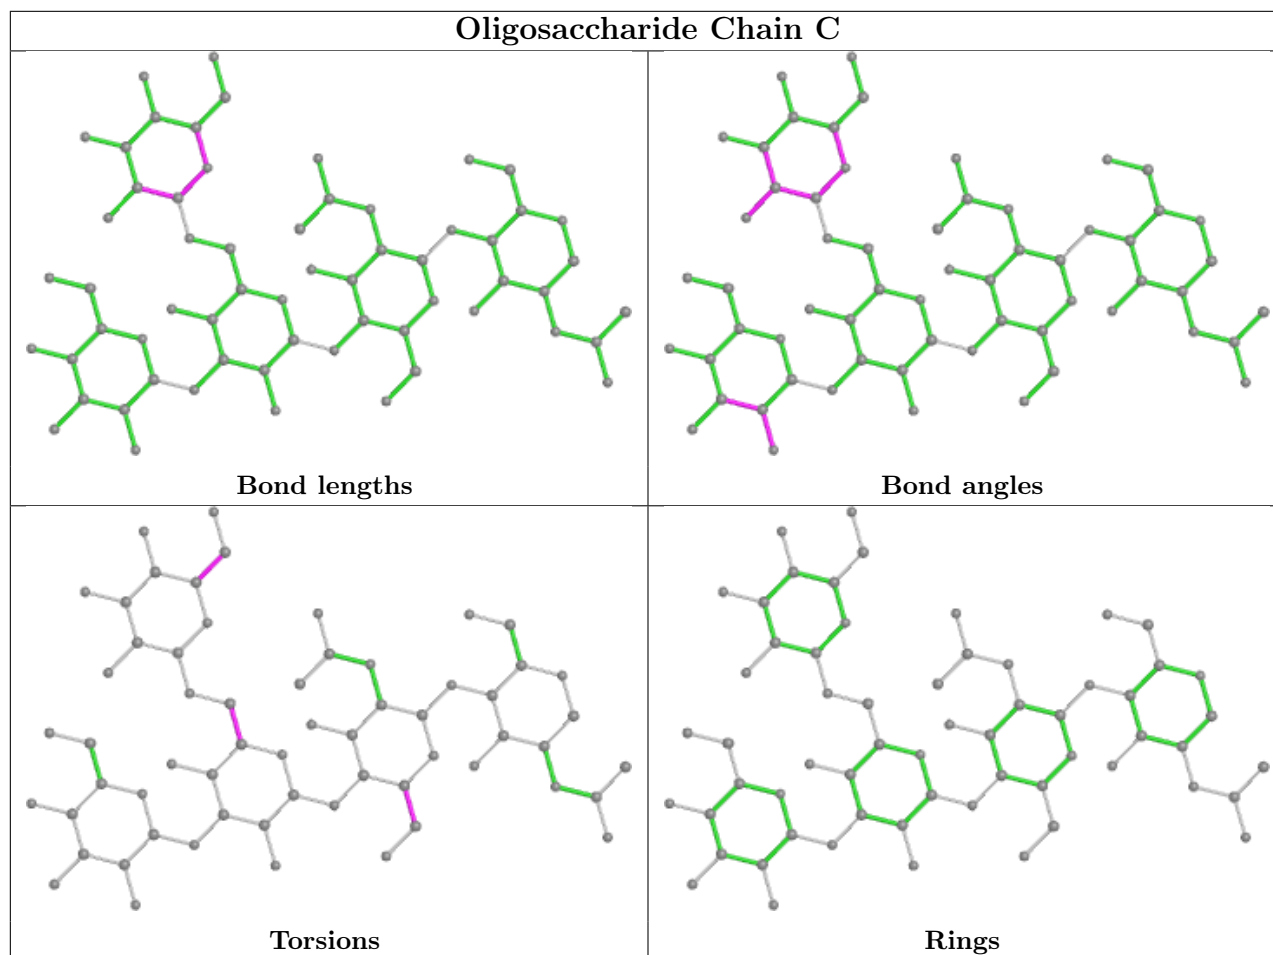 Oligosaccharide Chain C
Bond lengths
Bond angles
Torsions
Rings